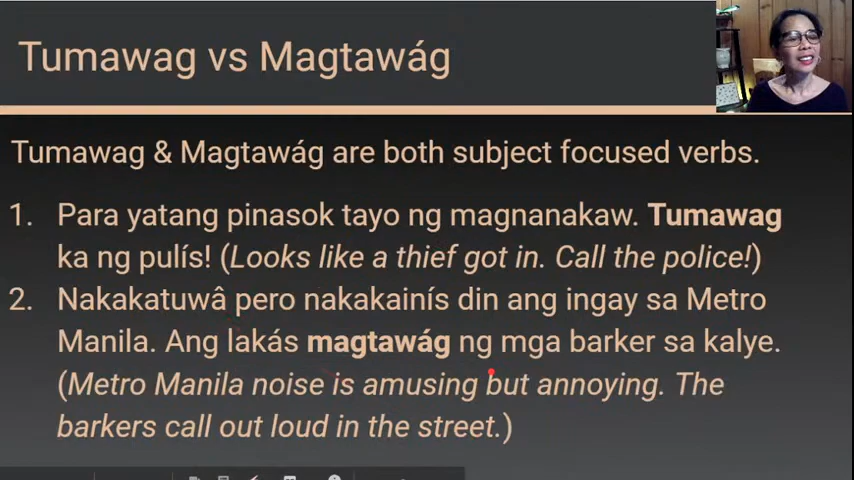 Tumawag vs Magtawág
Tumawag & Magtawág are both subject focused verbs.
1. Para yatang pinasok tayo ng magnanakaw. Tumawag
ka ng pulís! (Looks like a thief got in. Call the police!)
2. Nakakatuwâ pero nakakainís din ang ingay sa Metro
Manila. Ang lakás magtawág ng mga barker sa kalye.
(Metro Manila noise is amusing but annoying. The
barkers call out loud in the street.)